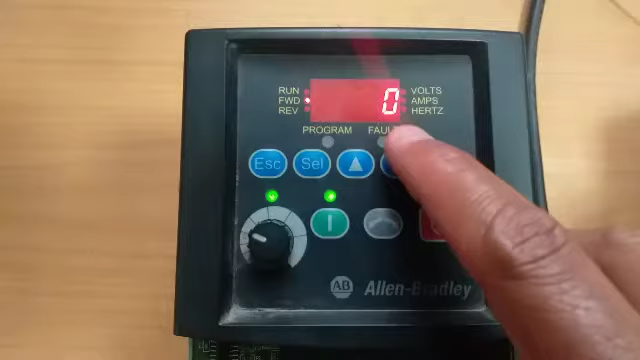 RUN
FWD
REV
0
VOLTS
AMPS
HERTZ
PROGRAM
Esc
Sel
AB
Allen-Bradley